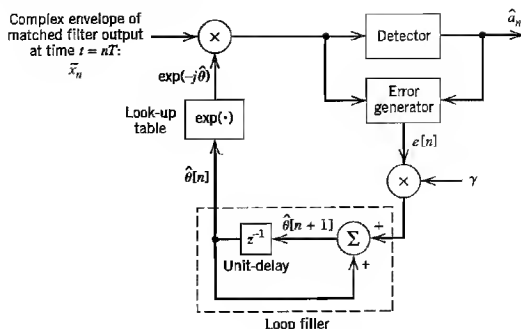 Complex envelope of
matched filter output
at time t = nT:
x̃ₙ
×
exp(−jθ̂)
Look-up
table
exp(·)
θ̂[n]
Detector
âₙ
Error
generator
e[n]
×
γ
θ̂[n + 1]
z⁻¹
Σ
+
+
Unit-delay
Loop filler